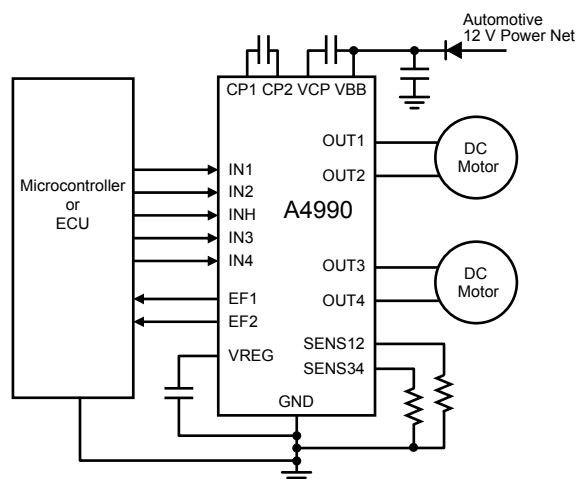 Automotive
12 V Power Net
CP1 CP2 VCP VBB
Microcontroller
or
ECU
IN1
IN2
INH
IN3
IN4
EF1
EF2
VREG
A4990
OUT1
OUT2
OUT3
OUT4
SENS12
SENS34
GND
DC
Motor
DC
Motor